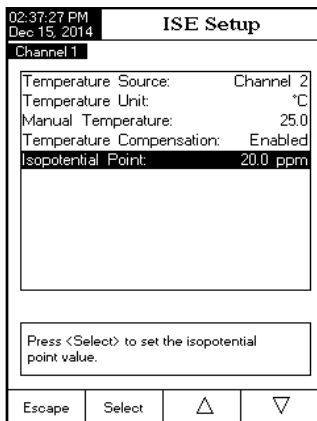 02:37:27 PM
Dec 15, 2014
ISE Setup
Channel 1
Temperature Source: Channel 2
Temperature Unit: °C
Manual Temperature: 25.0
Temperature Compensation: Enabled
Isopotential Point: 20.0 ppm
Press <Select> to set the isopotential
point value.
Escape Select △ ▽